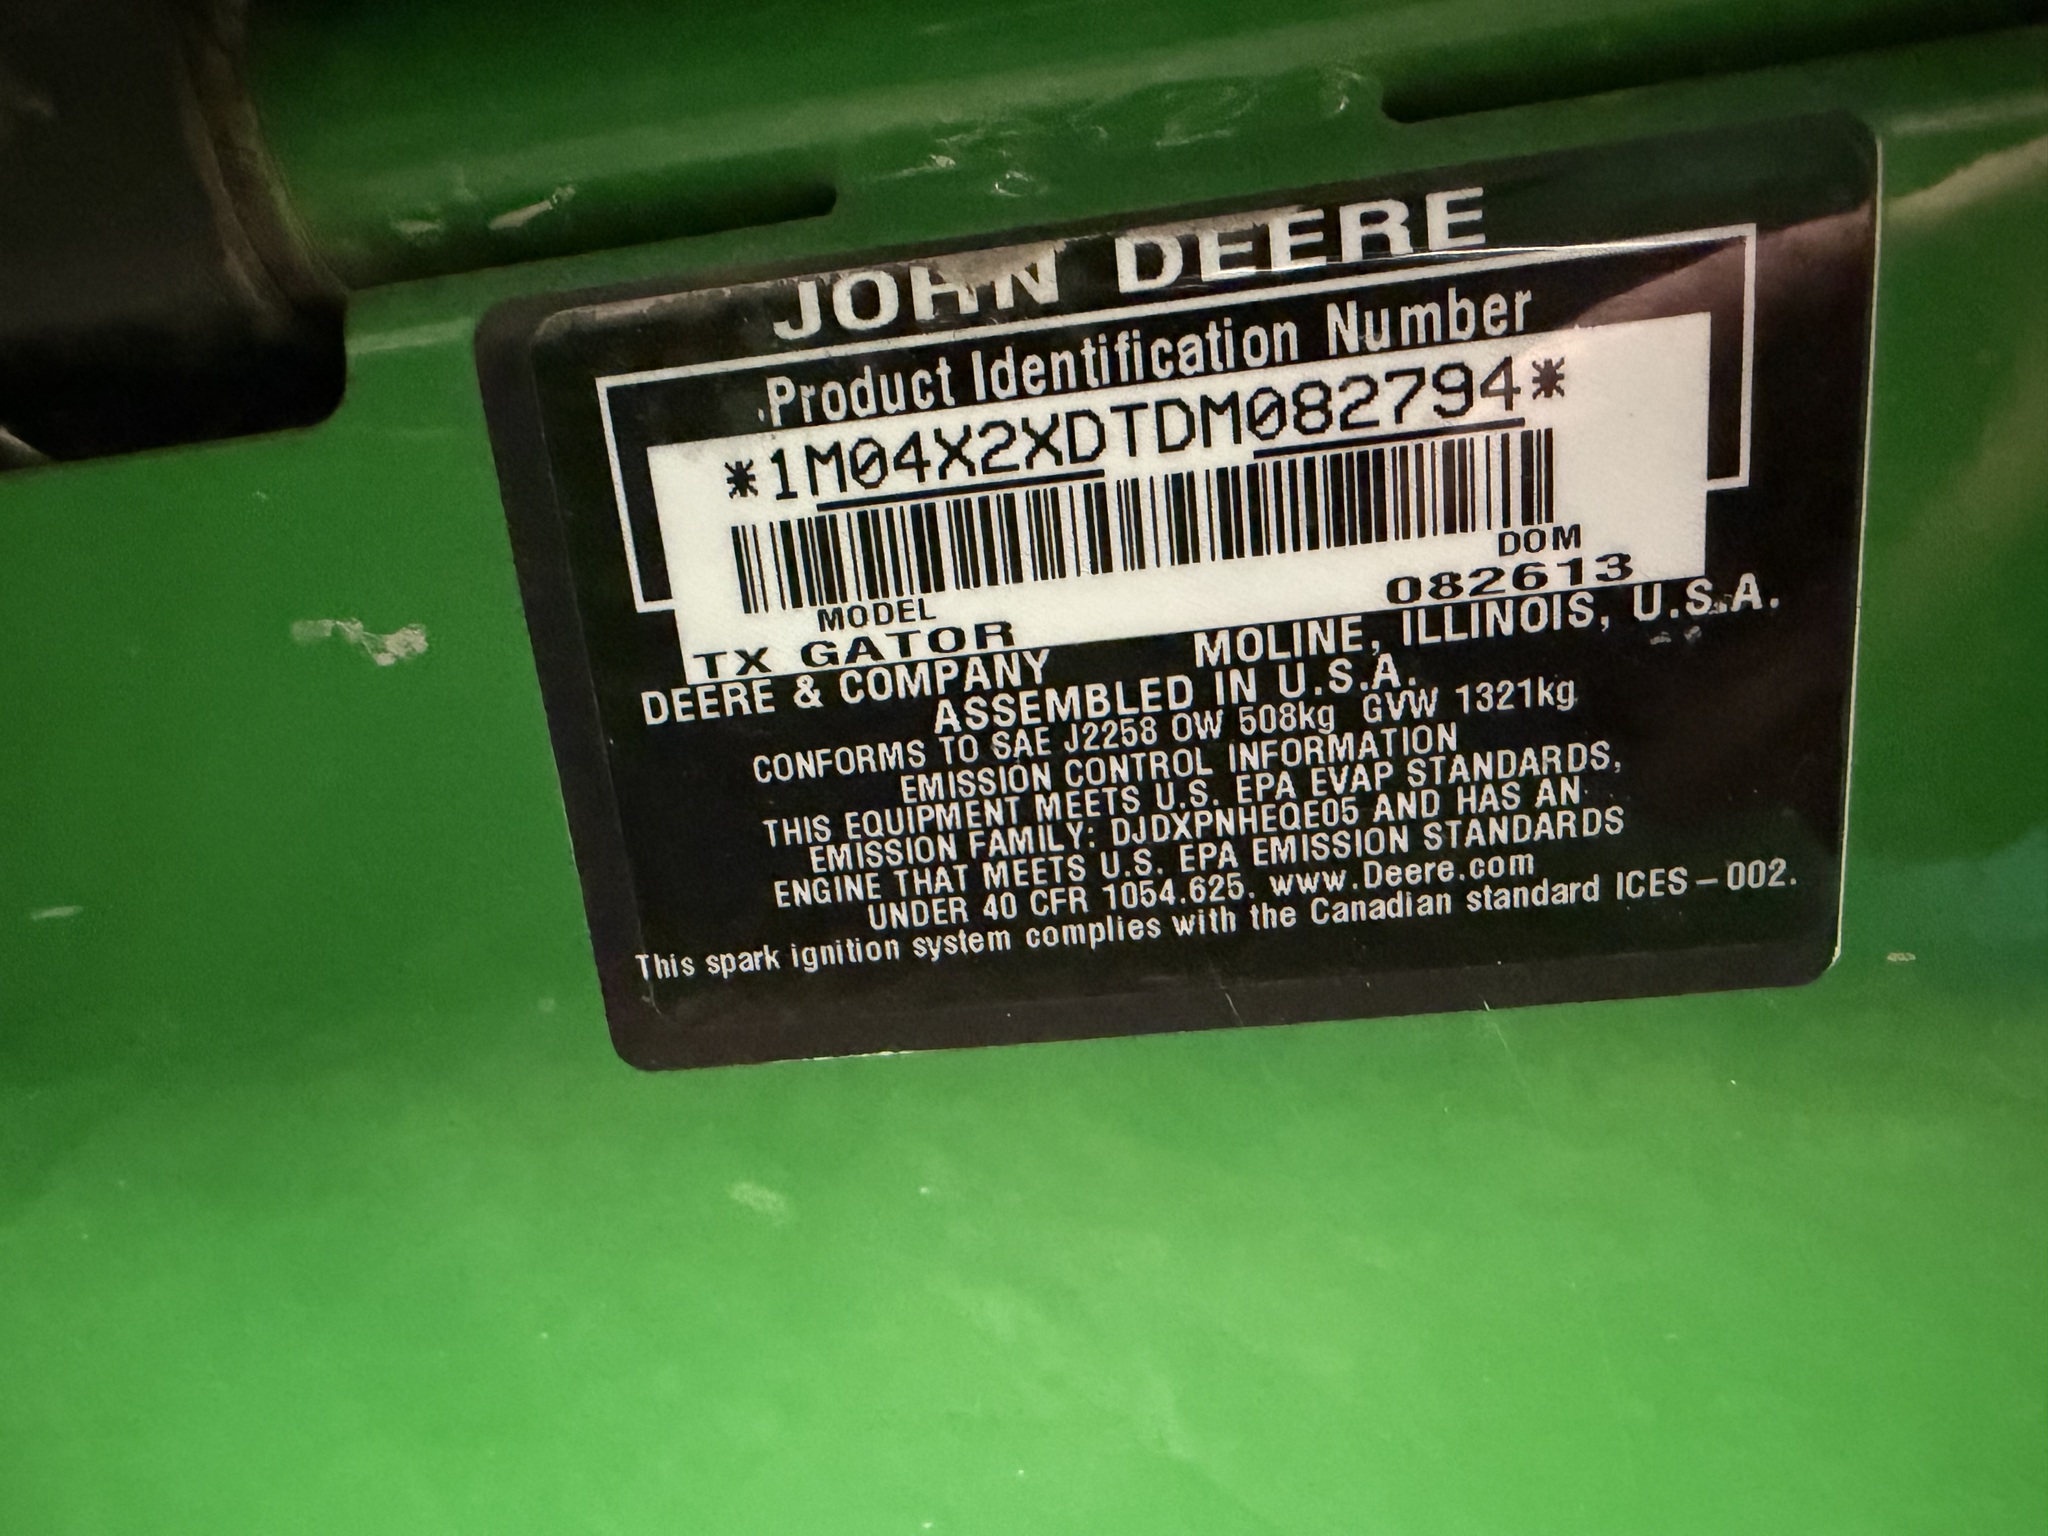 JOHN DEERE
Product Identification Number
*1M04X2XDTDM082794*
DOM
082613
MODEL
TX GATOR
DEERE & COMPANY MOLINE, ILLINOIS, U.S.A.
ASSEMBLED IN U.S.A.
CONFORMS TO SAE J2258 OW 508kg GVW 1321kg
EMISSION CONTROL INFORMATION
THIS EQUIPMENT MEETS U.S. EPA EVAP STANDARDS,
EMISSION FAMILY: DJDXPNHEQE05 AND HAS AN
ENGINE THAT MEETS U.S. EPA EMISSION STANDARDS
UNDER 40 CFR 1054.625. www.Deere.com
This spark ignition system complies with the Canadian standard ICES-002.